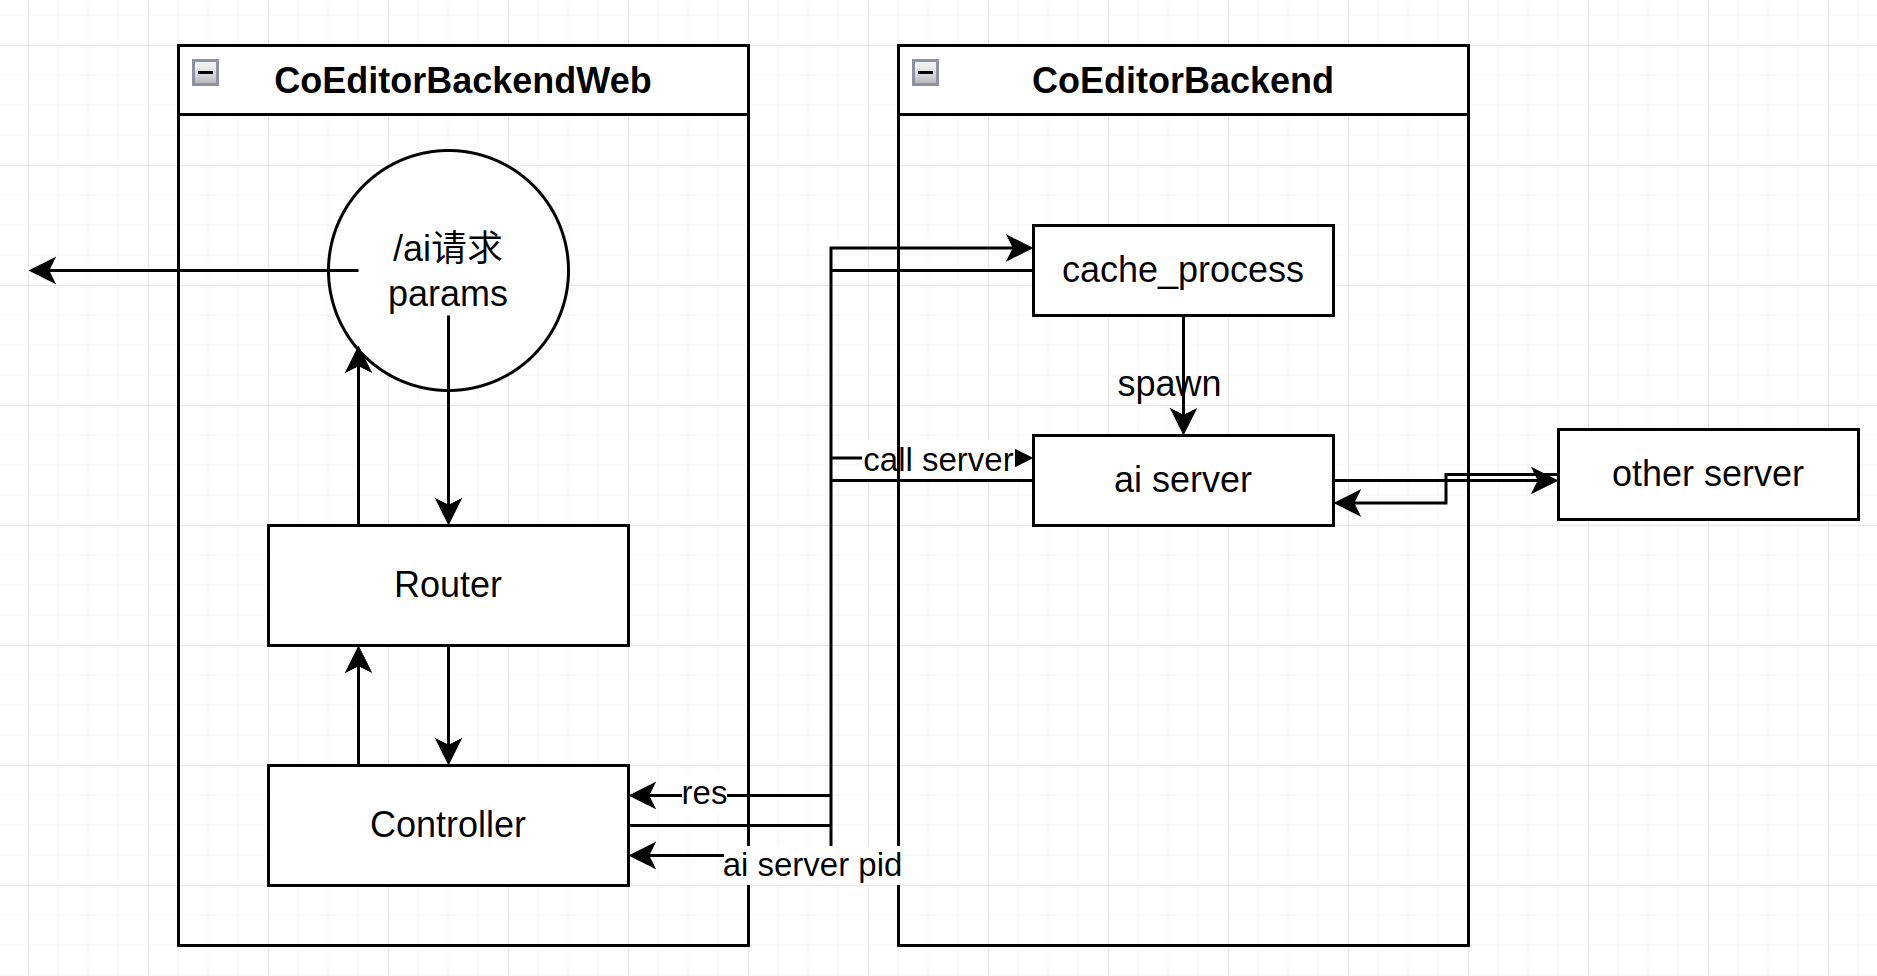 CoEditorBackendWeb
/ai请求
params
Router
Controller
res
ai server pid
CoEditorBackend
cache_process
spawn
call server
ai server
other server